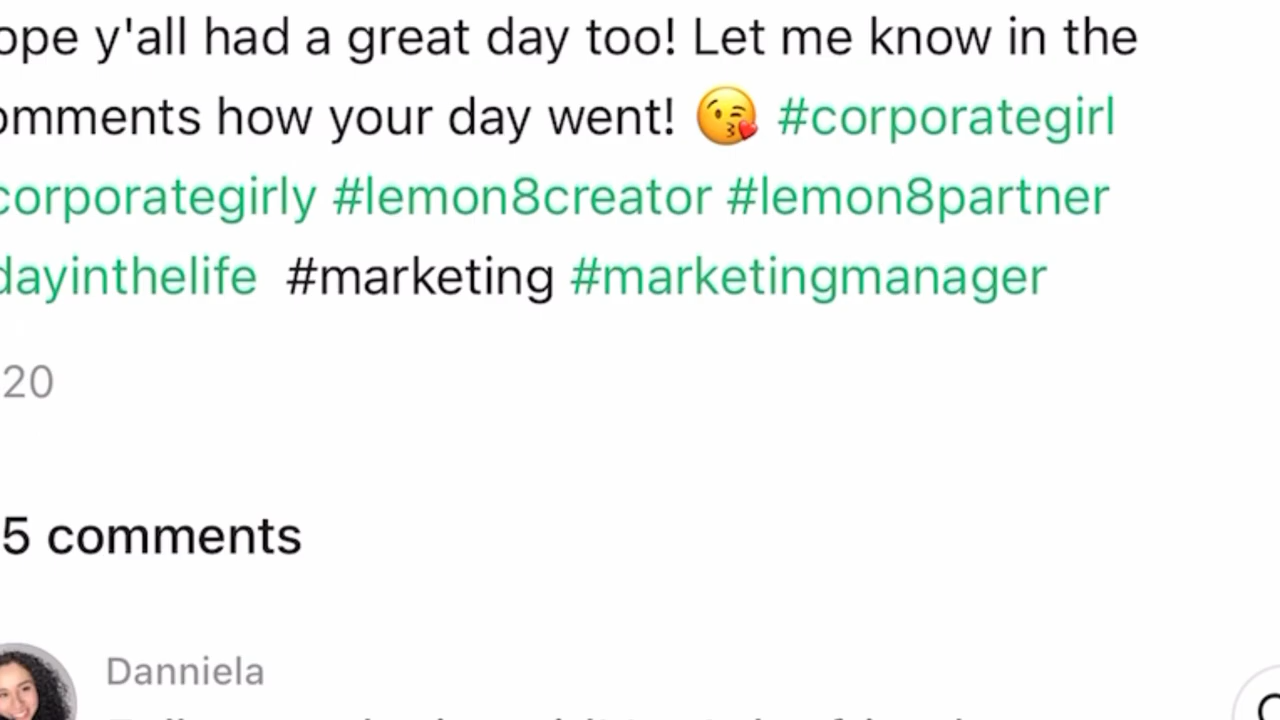 ope y'all had a great day too! Let me know in the
omments how your day went! 😘 #corporategirl
corporategirly #lemon8creator #lemon8partner
dayinthelife #marketing #marketingmanager
20
5 comments
Danniela